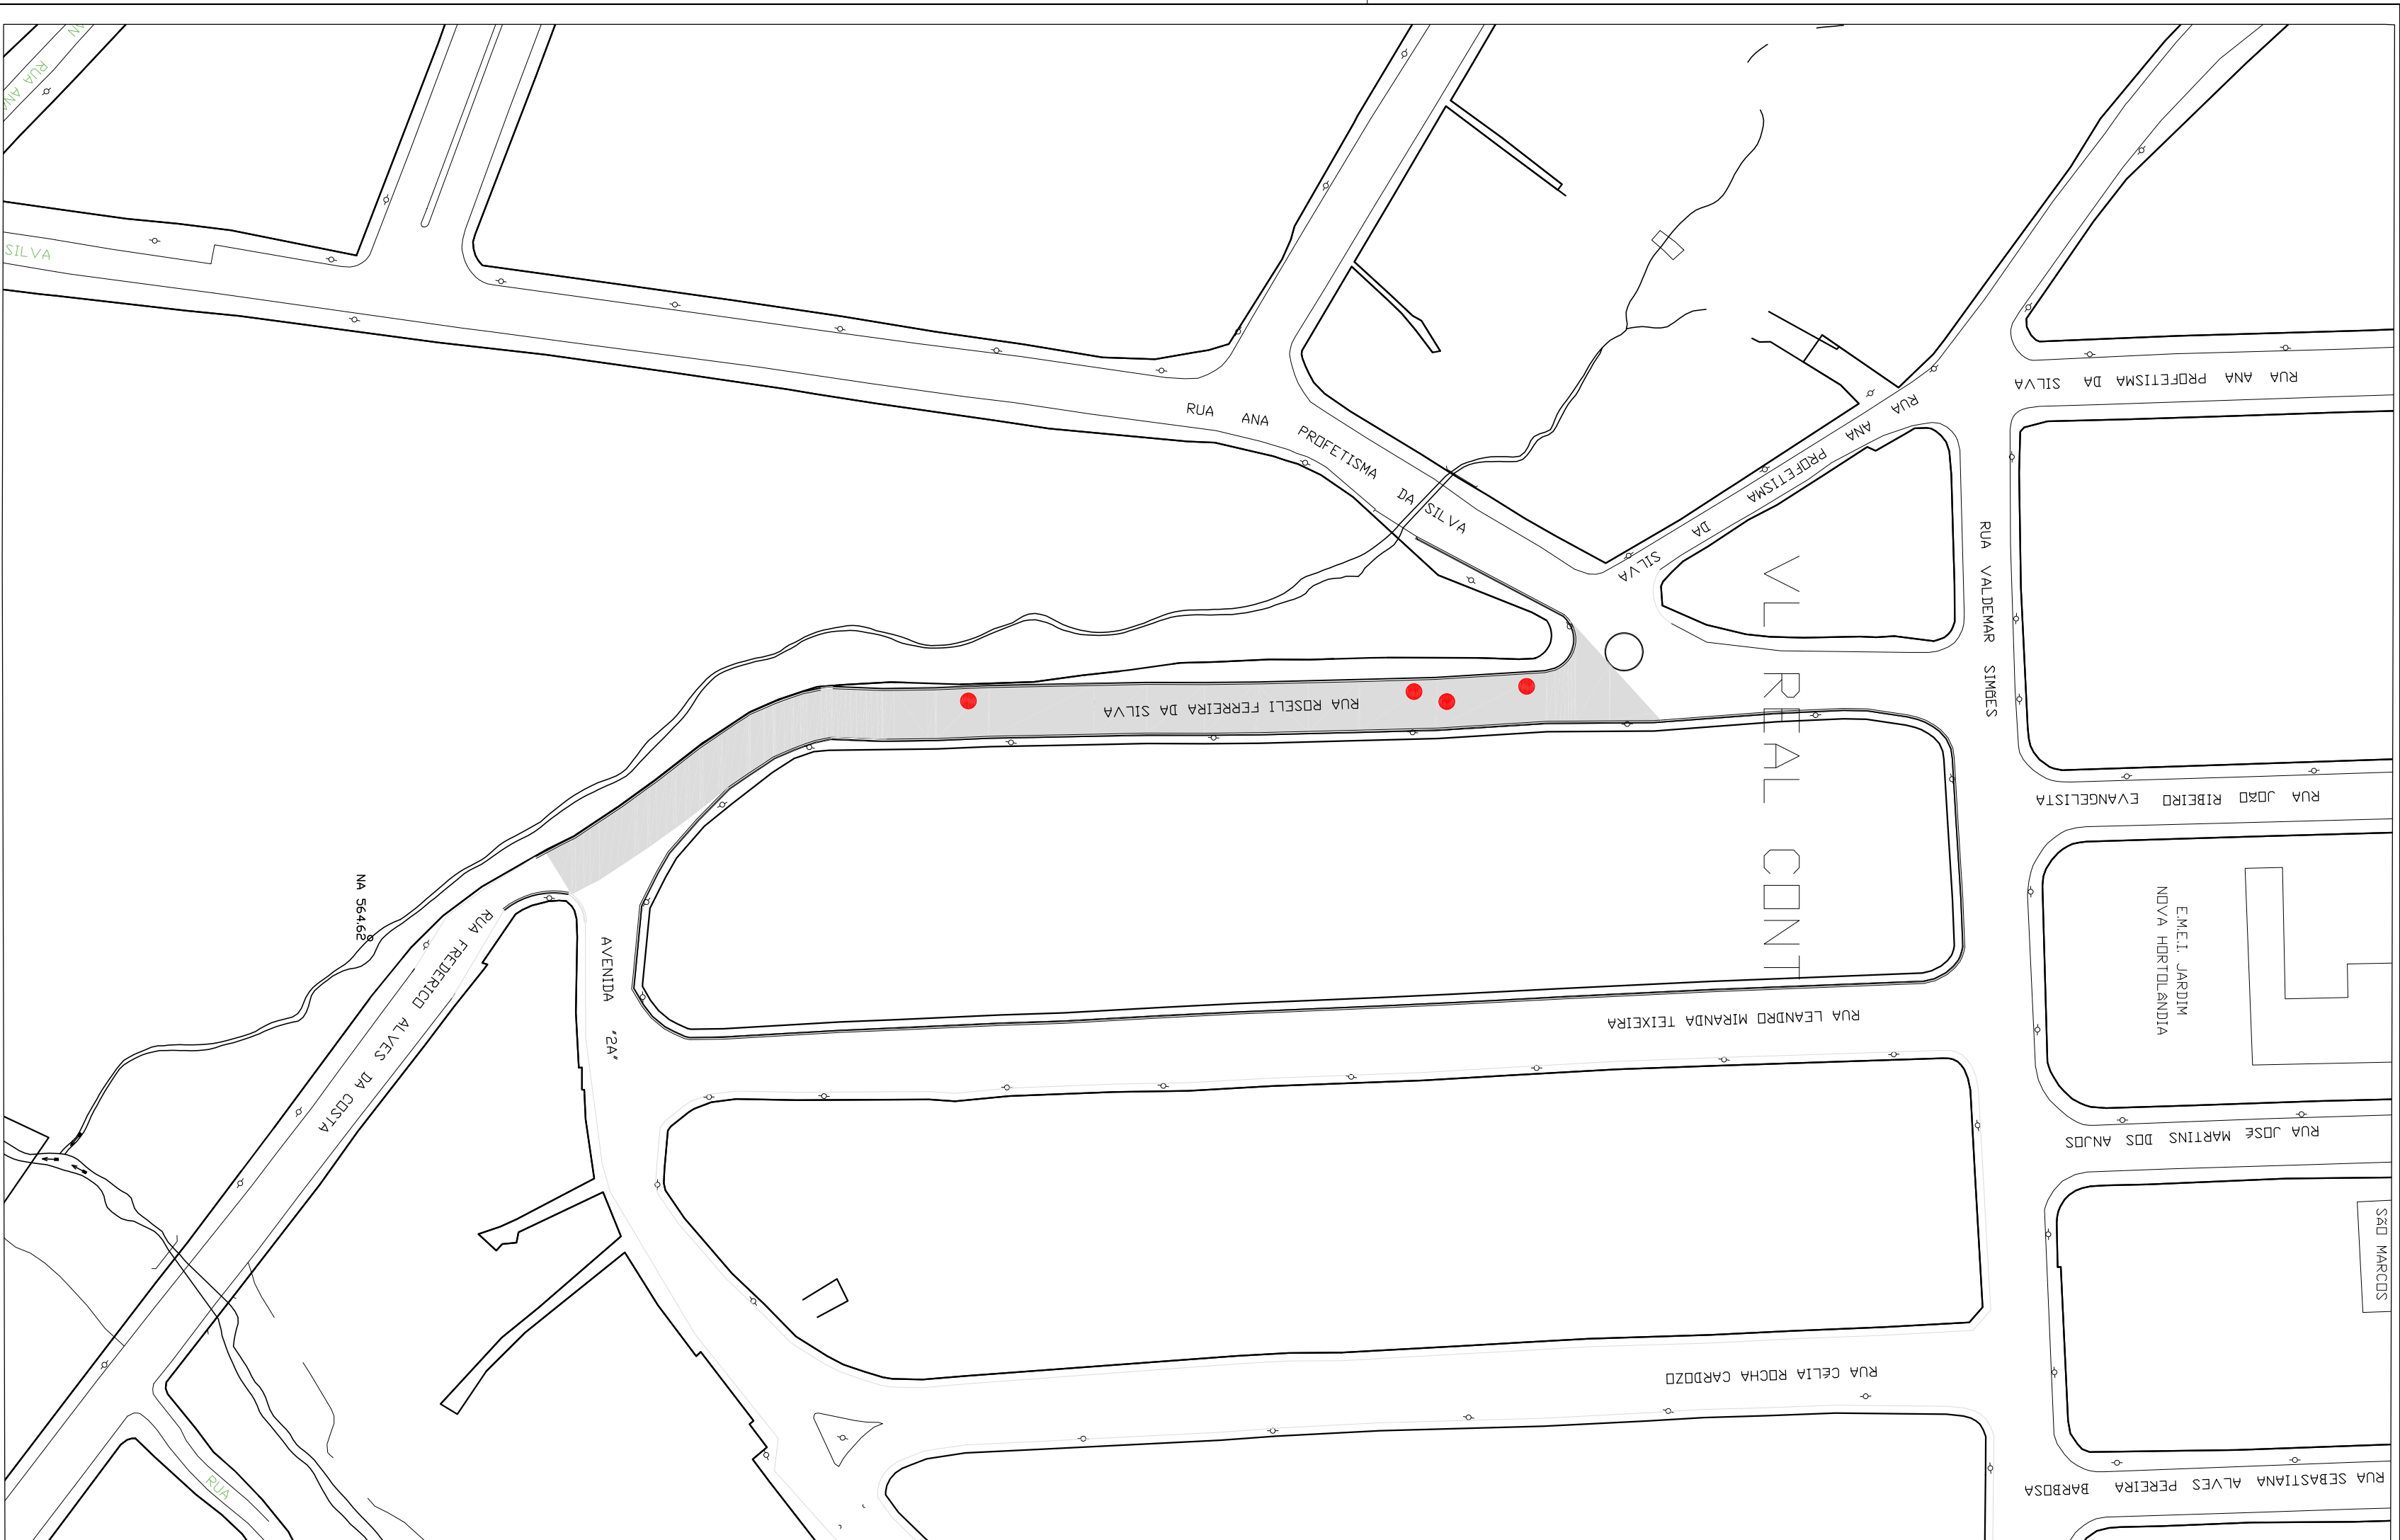 RUA ANA
SILVA
RUA ANA PROFETISMA DA SILVA
RUA ANA PROFETISMA DA SILVA
RUA ANA PROFETISMA DA SILVA
RUA VALDEMAR SIMÕES
VL REAL CONT
RUA ROSELI FERREIRA DA SILVA
RUA JOÃO RIBEIRO EVANGELISTA
NA 564.62
RUA FREDERICO ALVES DA COSTA
AVENIDA "2A"
E.M.E.I. JARDIM
NOVA HORTOLÂNDIA
RUA LEANDRO MIRANDA TEIXEIRA
RUA JOSÉ MARTINS DOS ANJOS
SÃO MARCOS
RUA CÉLIA ROCHA CARDOZO
RUA SEBASTIANA ALVES PEREIRA BARBOSA
RUA